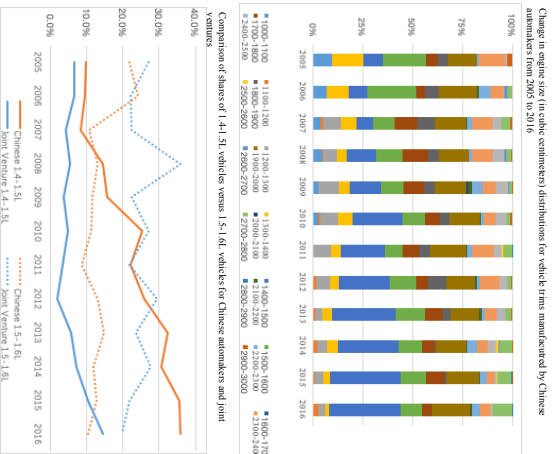 Change in engine size (in cubic centimeters) distributions for vehicle trims manufacutred by Chinese
automakers from 2005 to 2016
100%
75%
50%
25%
0%
2005 2006 2007 2008 2009 2010 2011 2012 2013 2014 2015 2016
1000-1100 1100-1200 1200-1300 1300-1400 1400-1500 1500-1600 1600-170
1700-1800 1800-1900 1900-2000 2000-2100 2100-2200 2200-2300 2300-240
2400-2500 2500-2600 2600-2700 2700-2800 2800-2900 2900-3000
Comparison of shares of 1.4-1.5L vehicles versus 1.5-1.6L vehicles for Chinese automakers and joint
ventures
40.0%
30.0%
20.0%
10.0%
0.0%
2005 2006 2007 2008 2009 2010 2011 2012 2013 2014 2015 2016
Chinese 1.4-1.5L Chinese 1.5-1.6L
Joint Venture 1.4-1.5L Joint Venture 1.5-1.6L